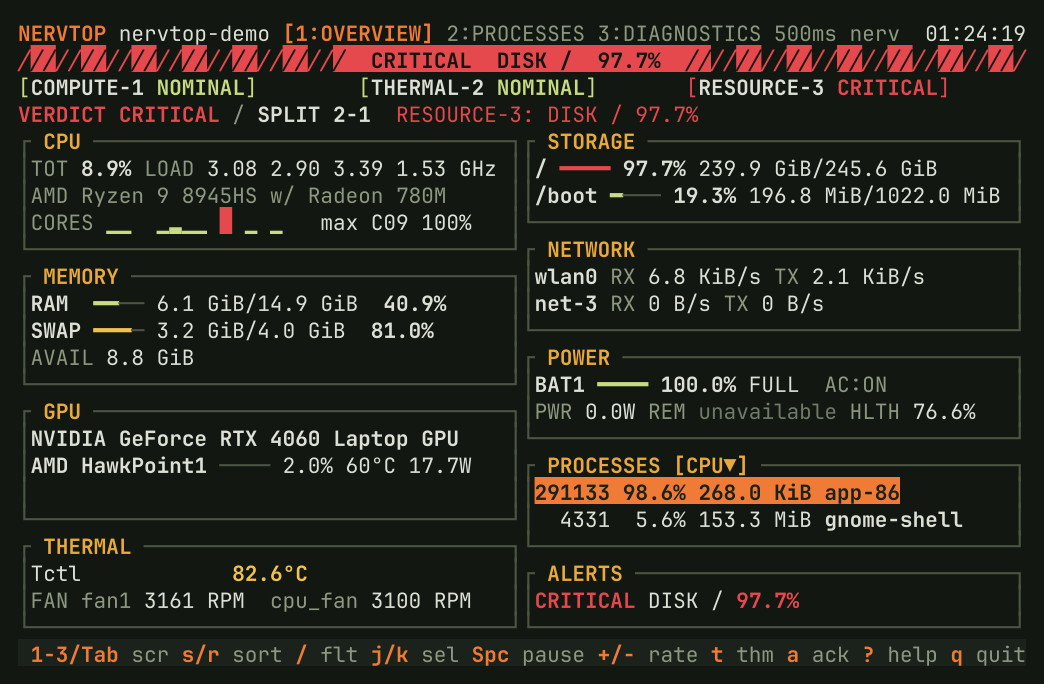 NERVTOP nervtop-demo [1:OVERVIEW] 2:PROCESSES 3:DIAGNOSTICS 500ms nerv 01:24:19
CRITICAL DISK / 97.7%
[COMPUTE-1 NOMINAL] [THERMAL-2 NOMINAL] [RESOURCE-3 CRITICAL]
VERDICT CRITICAL / SPLIT 2-1 RESOURCE-3: DISK / 97.7%
CPU
TOT 8.9% LOAD 3.08 2.90 3.39 1.53 GHz
AMD Ryzen 9 8945HS w/ Radeon 780M
CORES max C09 100%
MEMORY
RAM 6.1 GiB/14.9 GiB 40.9%
SWAP 3.2 GiB/4.0 GiB 81.0%
AVAIL 8.8 GiB
GPU
NVIDIA GeForce RTX 4060 Laptop GPU
AMD HawkPoint1 2.0% 60°C 17.7W
THERMAL
Tctl 82.6°C
FAN fan1 3161 RPM cpu_fan 3100 RPM
STORAGE
/ 97.7% 239.9 GiB/245.6 GiB
/boot 19.3% 196.8 MiB/1022.0 MiB
NETWORK
wlan0 RX 6.8 KiB/s TX 2.1 KiB/s
net-3 RX 0 B/s TX 0 B/s
POWER
BAT1 100.0% FULL AC:ON
PWR 0.0W REM unavailable HLTH 76.6%
PROCESSES [CPU▼]
291133 98.6% 268.0 KiB app-86
4331 5.6% 153.3 MiB gnome-shell
ALERTS
CRITICAL DISK / 97.7%
1-3/Tab scr s/r sort / flt j/k sel Spc pause +/- rate t thm a ack ? help q quit